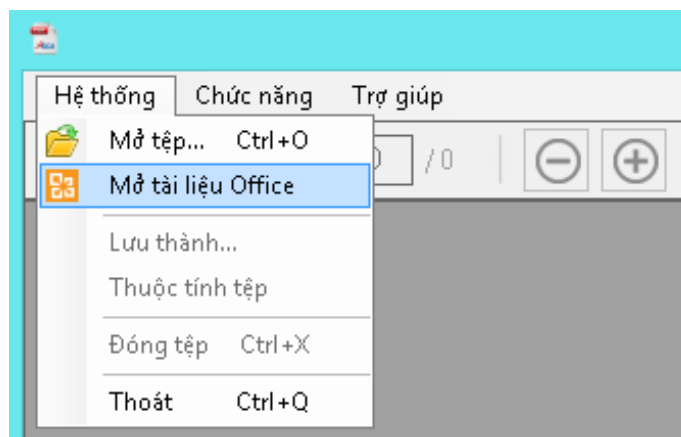 Hệ thống Chức năng Trợ giúp
Mở tệp... Ctrl+O
/ 0
Mở tài liệu Office
Lưu thành...
Thuộc tính tệp
Đóng tệp Ctrl+X
Thoát Ctrl+Q